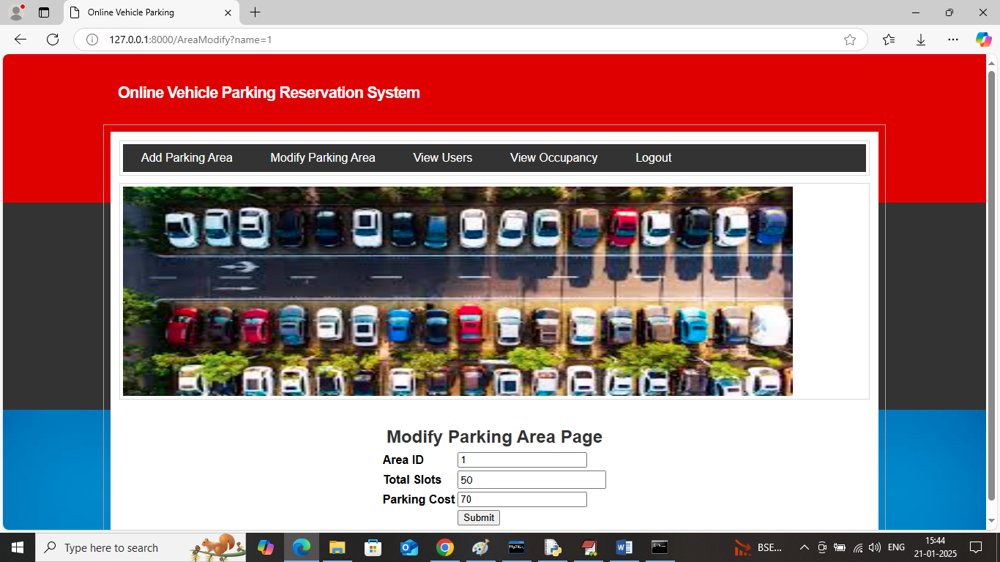 Online Vehicle Parking
127.0.0.1:8000/AreaModify?name=1
Online Vehicle Parking Reservation System
Add Parking Area Modify Parking Area View Users View Occupancy Logout
Modify Parking Area Page
Area ID 1
Total Slots 50
Parking Cost 70
Submit
Type here to search
BSE...
ENG
15:44
21-01-2025